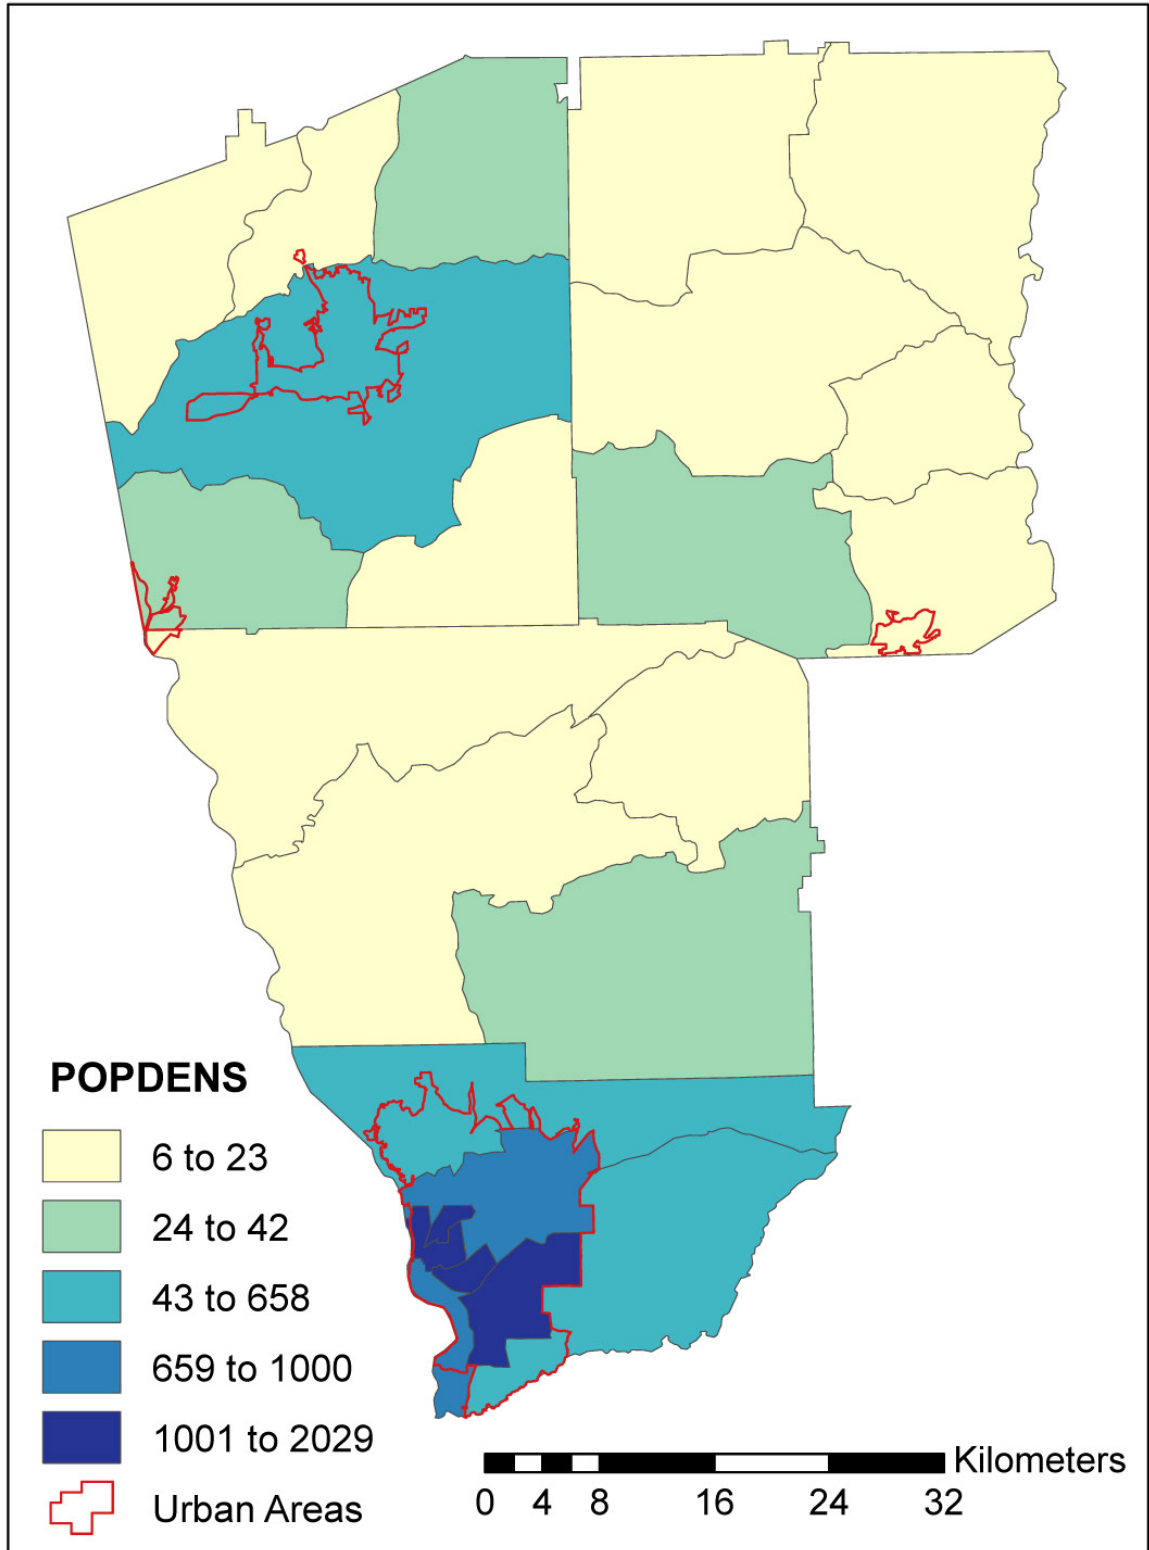 POPDENS
6 to 23
24 to 42
43 to 658
659 to 1000
1001 to 2029
Urban Areas
Kilometers
0 4 8 16 24 32